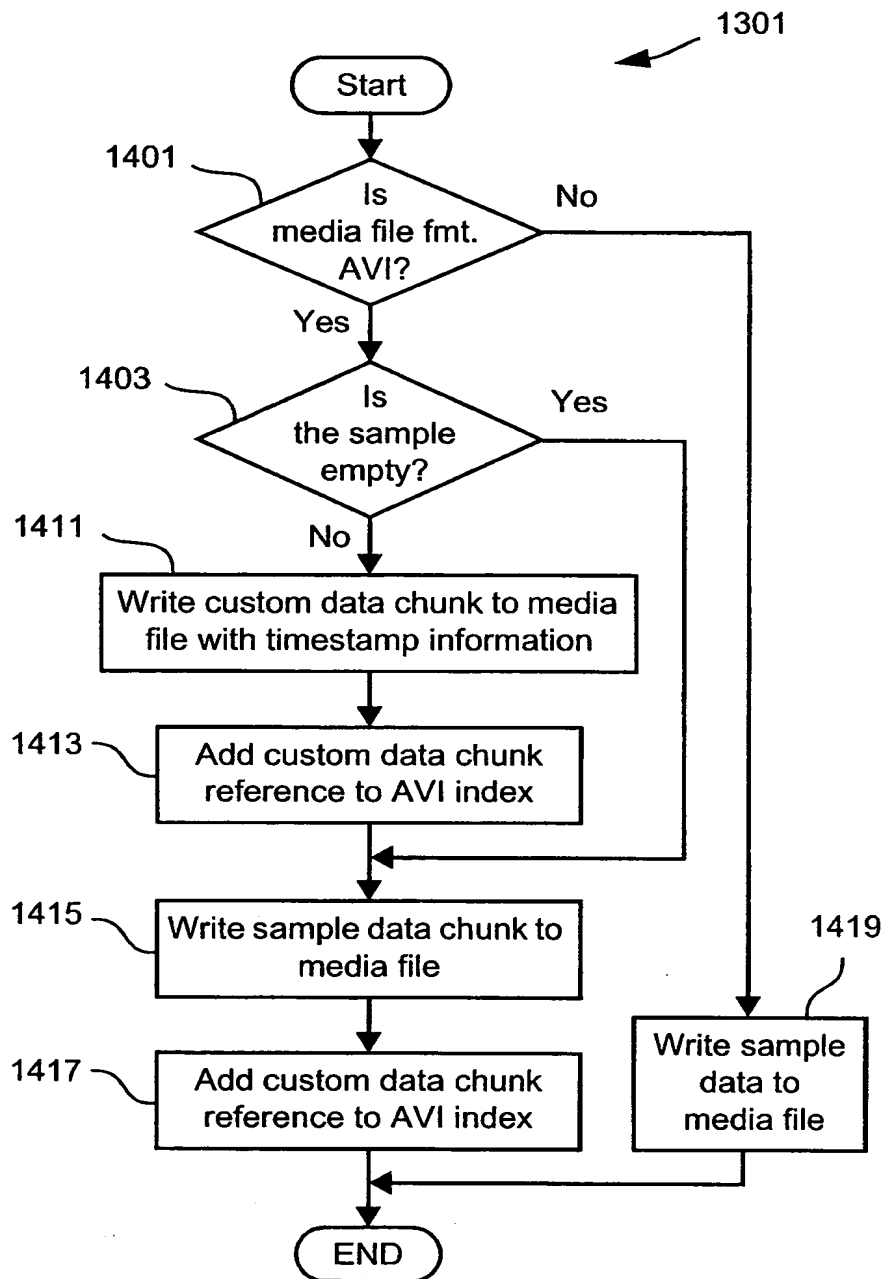 1301
Start
1401
Is
media file fmt.
AVI?
No
Yes
1403
Is
the sample
empty?
Yes
No
1411
Write custom data chunk to media
file with timestamp information
1413
Add custom data chunk
reference to AVI index
1415
Write sample data chunk to
media file
1419
Write sample
data to
media file
1417
Add custom data chunk
reference to AVI index
END